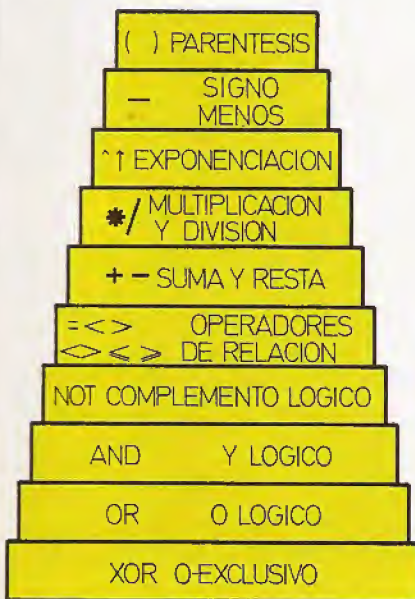 ( ) PARENTESIS
— SIGNO
MENOS
^↑ EXPONENCIACION
*/ MULTIPLICACION
Y DIVISION
+ - SUMA Y RESTA
=<> OPERADORES
<> ⩽ ⩾ DE RELACION
NOT COMPLEMENTO LOGICO
AND Y LOGICO
OR O LOGICO
XOR O-EXCLUSIVO